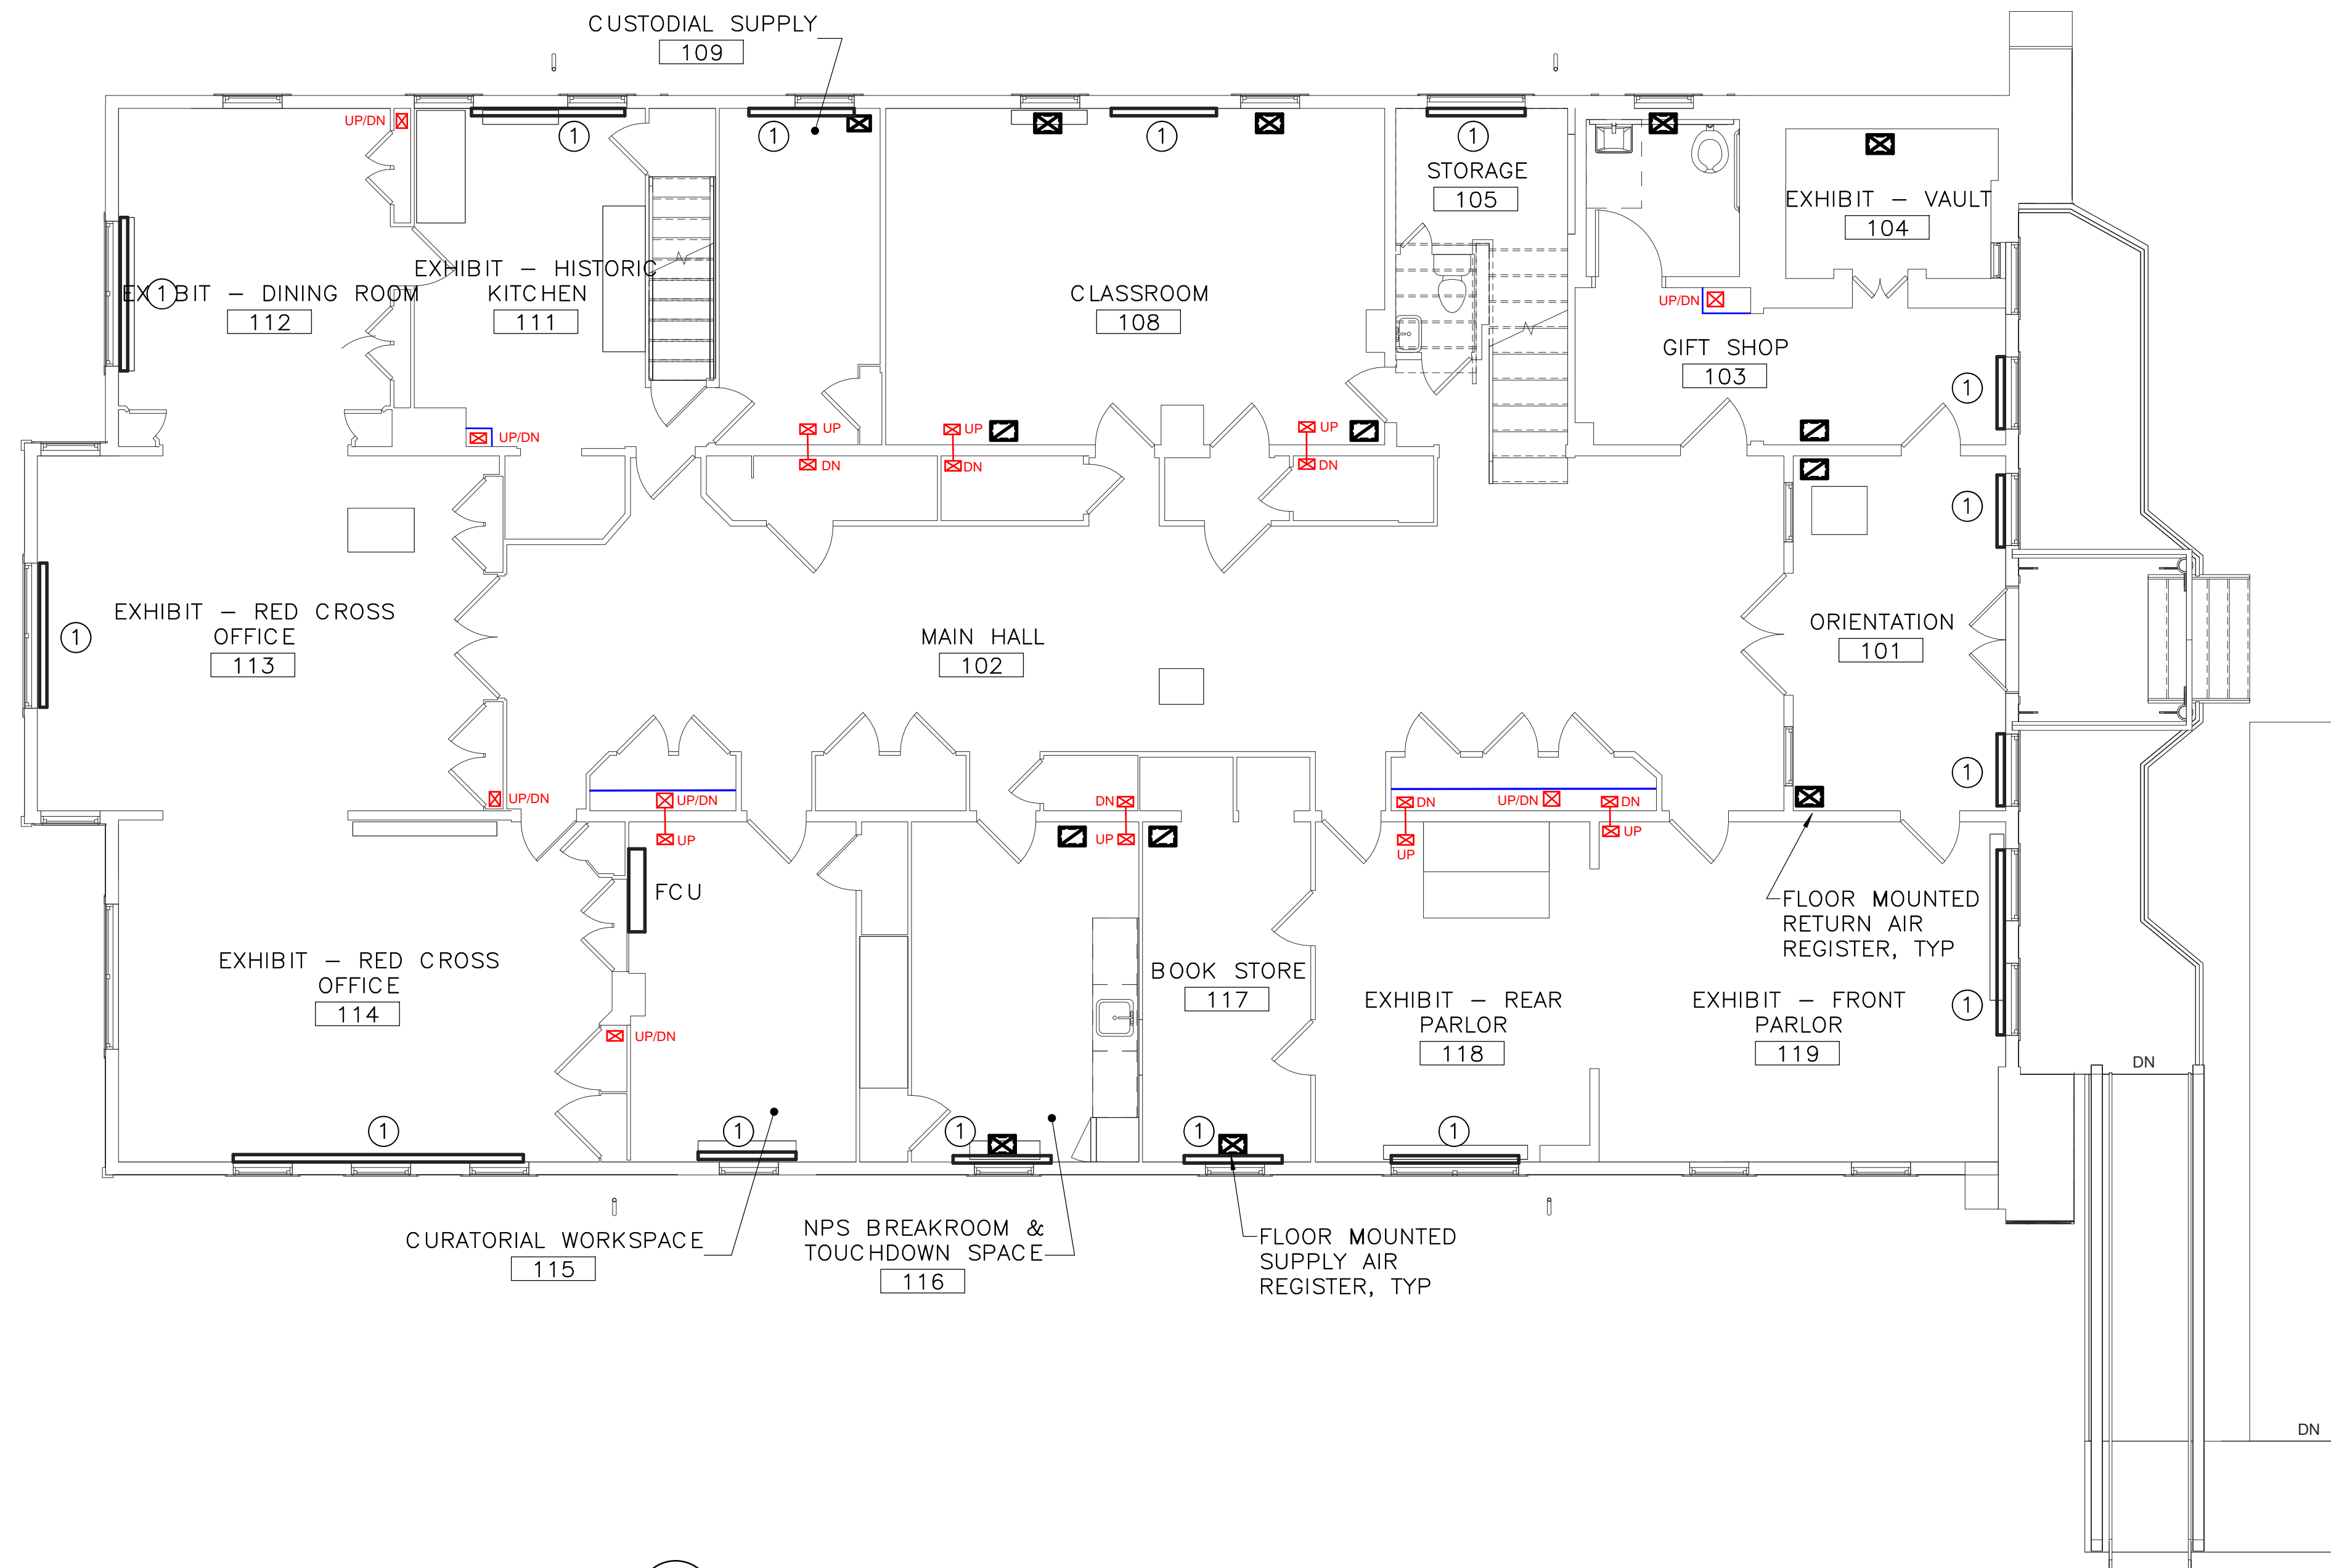 CUSTODIAL SUPPLY
109
UP/DN
1
1
1
1
STORAGE
105
EXHIBIT – VAULT
104
EXHIBIT – HISTORIC
KITCHEN
111
1
EXHIBIT – DINING ROOM
112
CLASSROOM
108
UP/DN
GIFT SHOP
103
1
UP/DN
UP
UP
UP
DN
DN
DN
1
EXHIBIT – RED CROSS
OFFICE
113
1
MAIN HALL
102
ORIENTATION
101
1
UP/DN
UP/DN
UP
DN
UP
DN
UP
UP/DN
DN
UP
FCU
FLOOR MOUNTED
RETURN AIR
REGISTER, TYP
EXHIBIT – RED CROSS
OFFICE
114
UP/DN
BOOK STORE
117
EXHIBIT – REAR
PARLOR
118
EXHIBIT – FRONT
PARLOR
119
1
DN
1
1
1
1
1
CURATORIAL WORKSPACE
115
NPS BREAKROOM &
TOUCHDOWN SPACE
116
FLOOR MOUNTED
SUPPLY AIR
REGISTER, TYP
DN